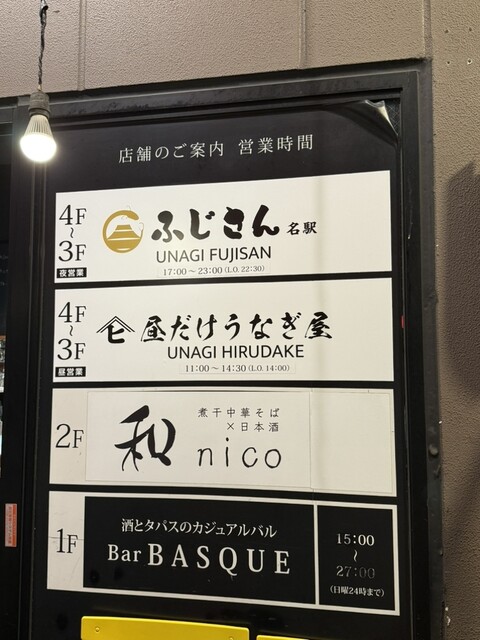 店舗のご案内 営業時間
4F
~
3F
夜営業
ふじさん 名駅
UNAGI FUJISAN
17:00~23:00(L.O. 22:30)
4F
~
3F
昼営業
ヒ 昼だけうなぎ屋
UNAGI HIRUDAKE
11:00~14:30(L.O. 14:00)
2F
和
煮干中華そば
×日本酒
nico
1F
酒とタパスのカジュアルバル
Bar BASQUE
15:00
~
27:00
(日曜24時まで)